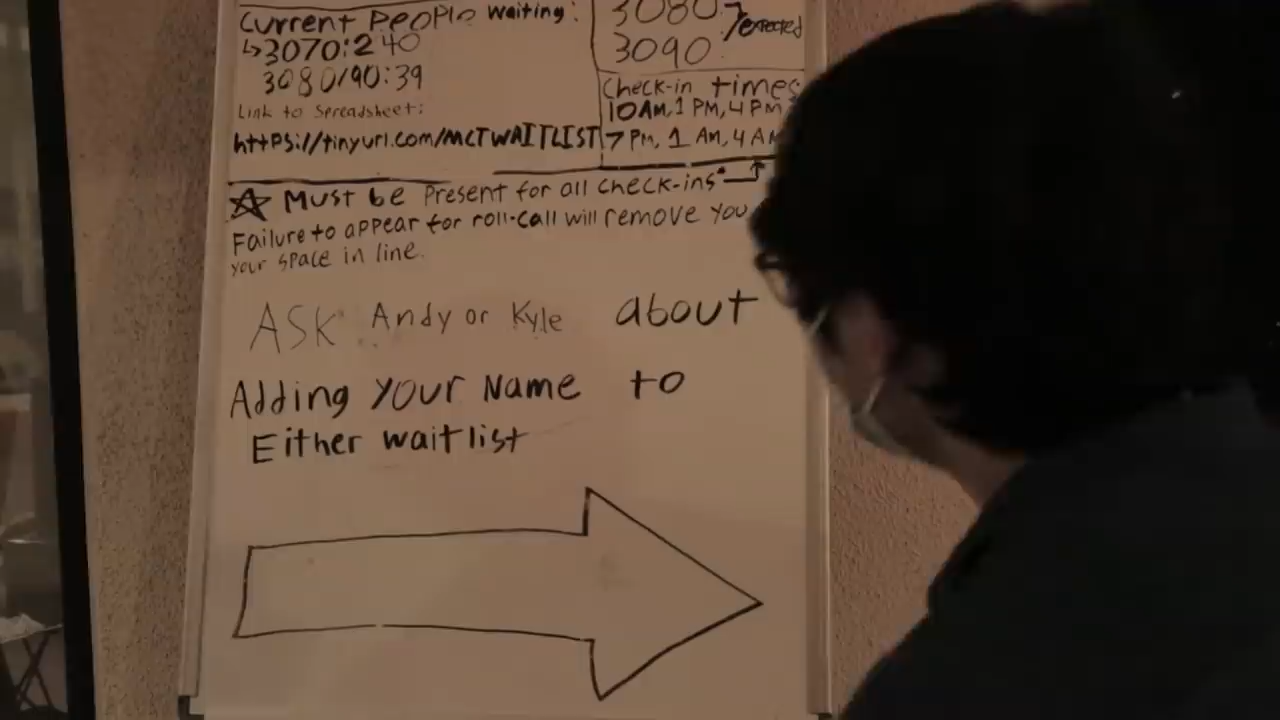 Current People Waiting:
↳3070:240
3080/90:39
Link to Spreadsheet:
https://tinyurl.com/MCTWAITLIST
3080
3090
expected
Check-in times
10AM, 1 PM, 4 PM
7 PM, 1 AM, 4 AM
☆ Must be Present for all check-ins*
Failure to appear for roll-call will remove you
your space in line.
ASK Andy or Kyle about
Adding YOUR Name to
Either waitlist